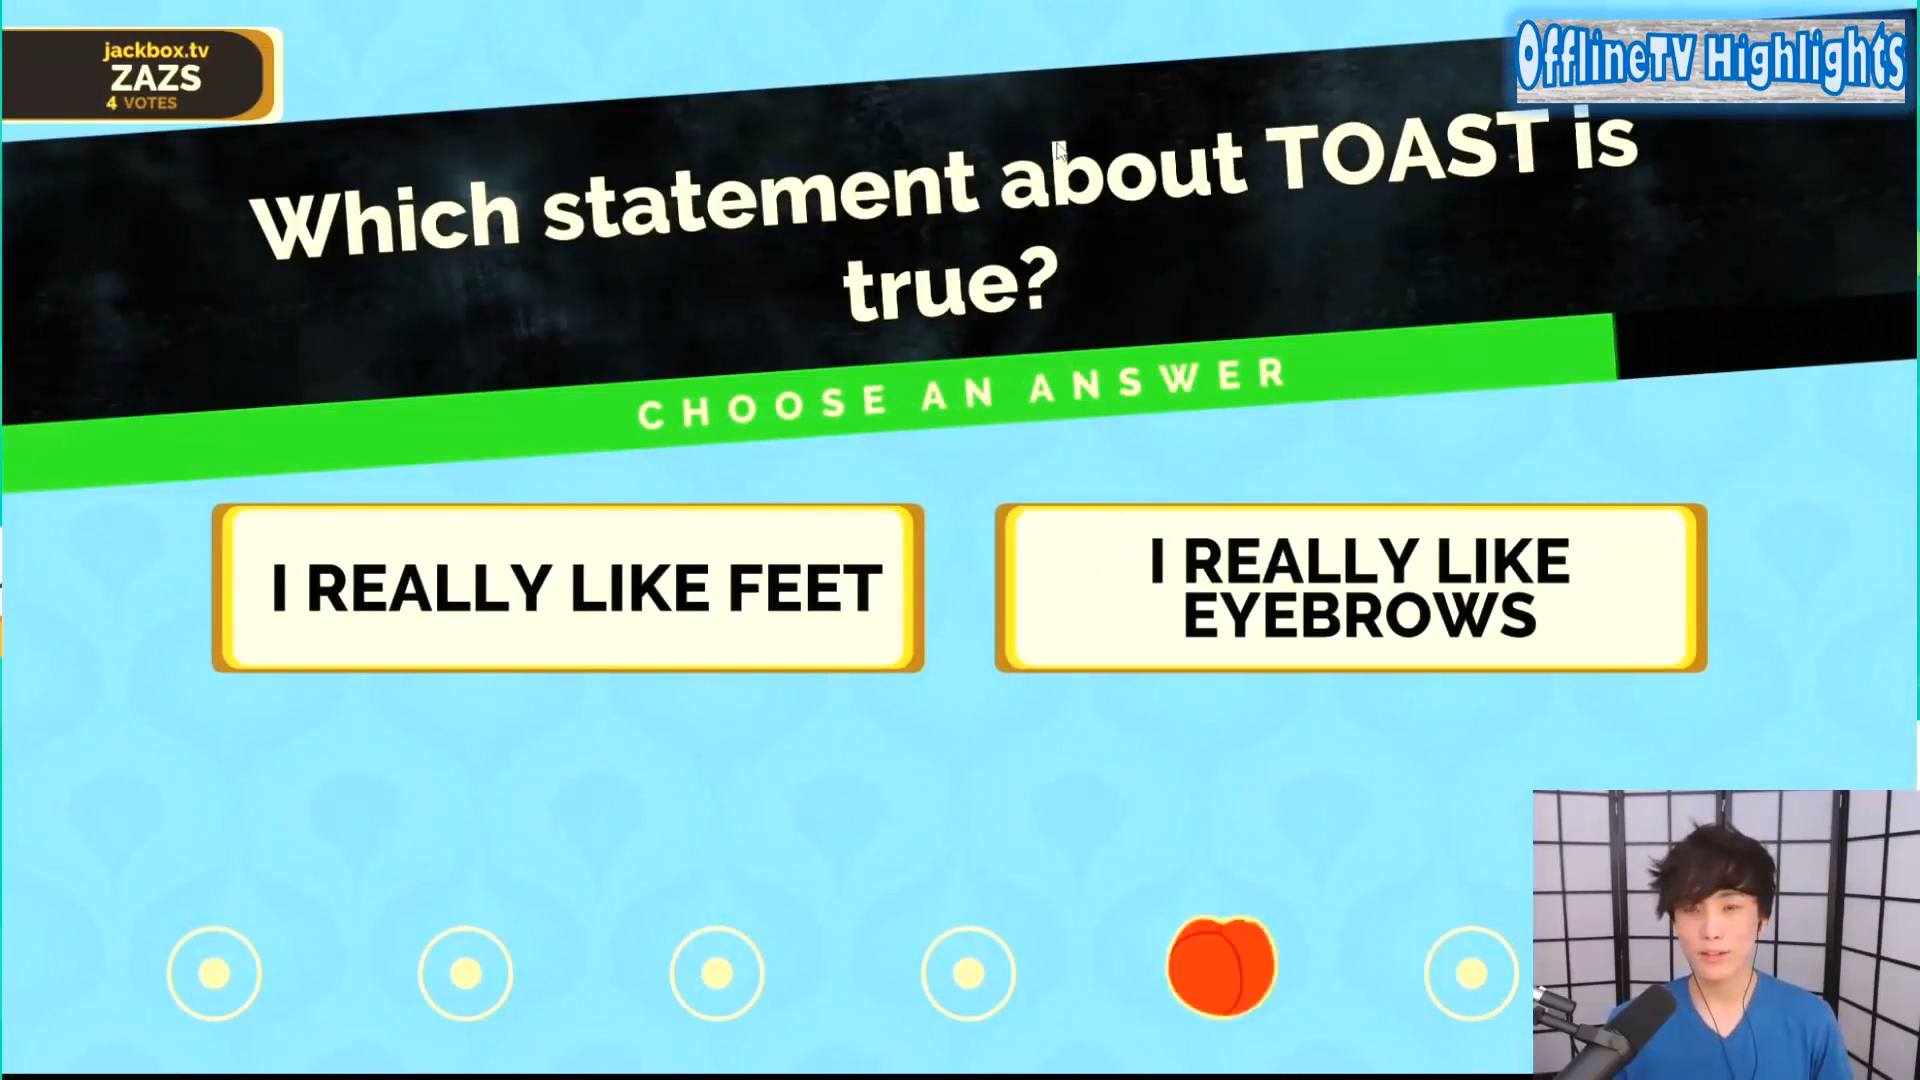 jackbox.tv
ZAZS
4 VOTES
OfflineTV Highlights
Which statement about TOAST is
true?
CHOOSE AN ANSWER
I REALLY LIKE FEET
I REALLY LIKE
EYEBROWS